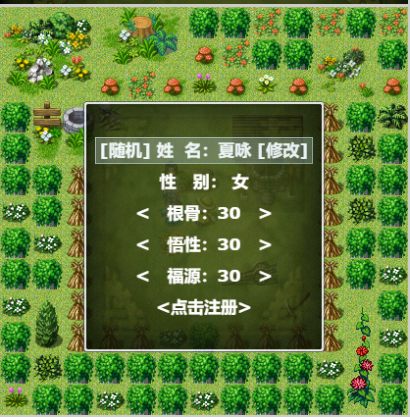 [随机] 姓 名：夏咏 [修改]
性 别：女
< 根骨：30 >
< 悟性：30 >
< 福源：30 >
<点击注册>